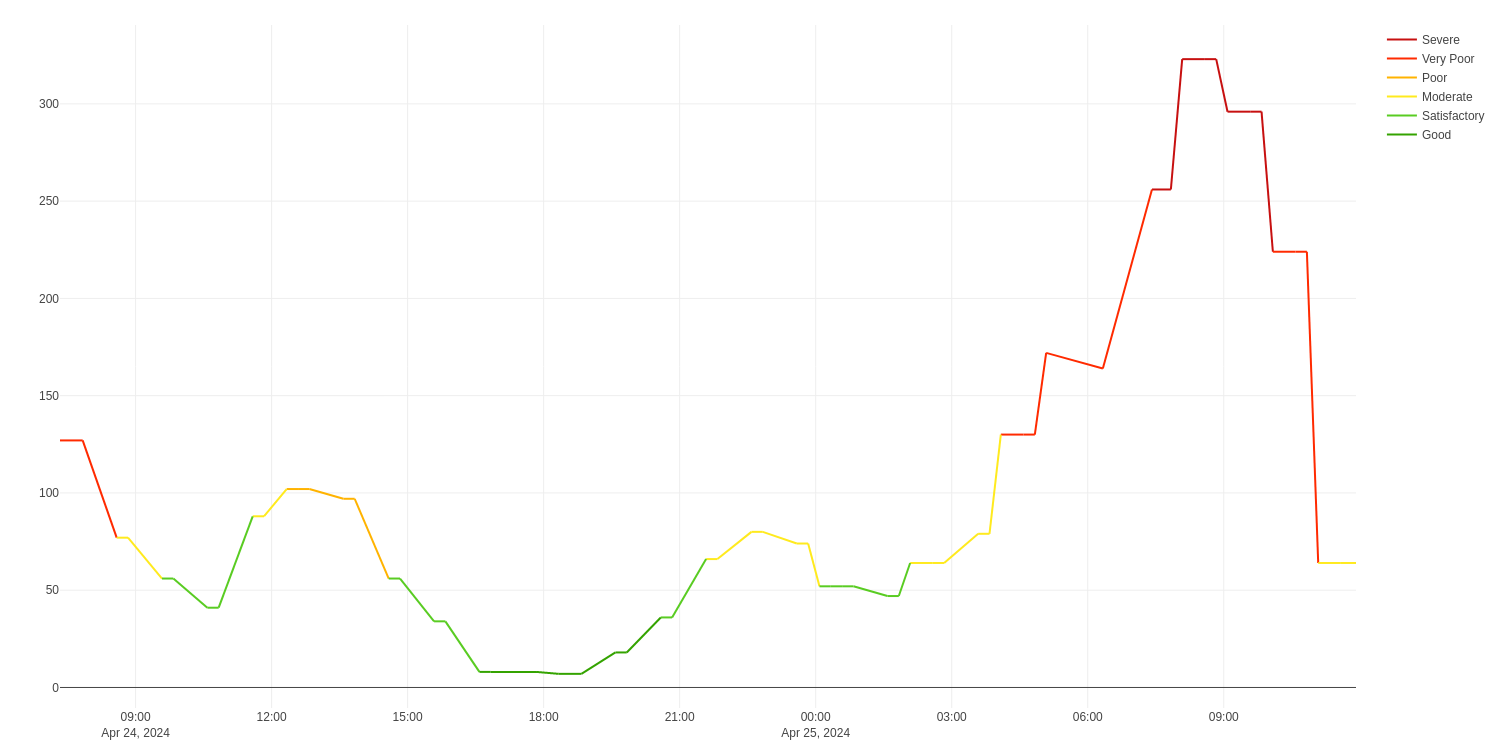 Severe
Very Poor
Poor
Moderate
Satisfactory
Good
300
250
200
150
100
50
0
09:00 12:00 15:00 18:00 21:00 00:00 03:00 06:00 09:00
Apr 24, 2024 Apr 25, 2024